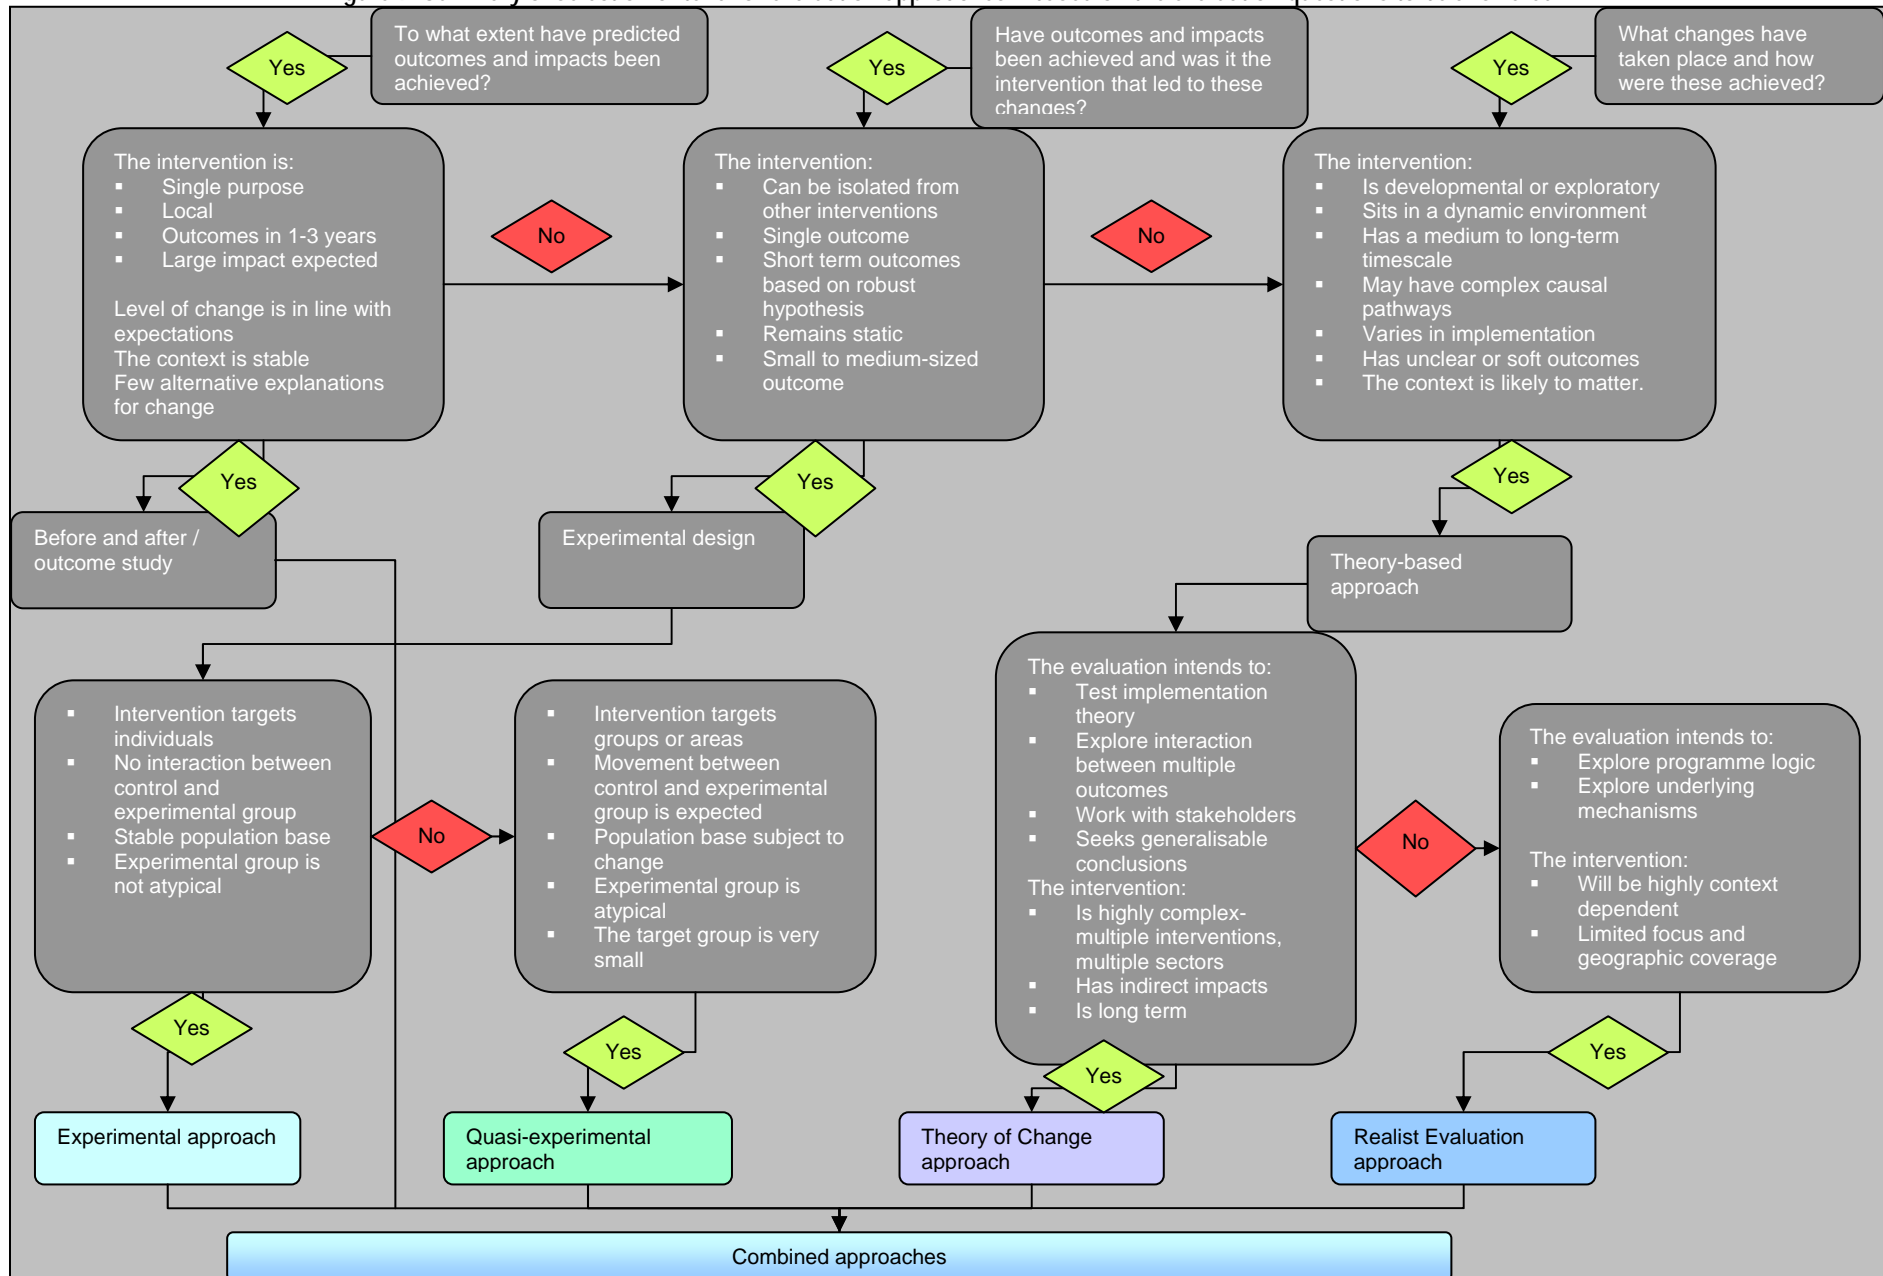 To what extent have predicted
outcomes and impacts been
achieved?
Yes
Have outcomes and impacts
been achieved and was it the
intervention that led to these
changes?
Yes
What changes have
taken place and how
were these achieved?
Yes
The intervention is:
▪ Single purpose
▪ Local
▪ Outcomes in 1-3 years
▪ Large impact expected
Level of change is in line with
expectations
The context is stable
Few alternative explanations
for change
No
The intervention:
▪ Can be isolated from
other interventions
▪ Single outcome
▪ Short term outcomes
based on robust
hypothesis
▪ Remains static
▪ Small to medium-sized
outcome
No
The intervention:
▪ Is developmental or exploratory
▪ Sits in a dynamic environment
▪ Has a medium to long-term
timescale
▪ May have complex causal
pathways
▪ Varies in implementation
▪ Has unclear or soft outcomes
▪ The context is likely to matter.
Yes
Yes
Yes
Before and after /
outcome study
Experimental design
Theory-based
approach
▪ Intervention targets
individuals
▪ No interaction between
control and
experimental group
▪ Stable population base
▪ Experimental group is
not atypical
No
▪ Intervention targets
groups or areas
▪ Movement between
control and experimental
group is expected
▪ Population base subject to
change
▪ Experimental group is
atypical
▪ The target group is very
small
The evaluation intends to:
▪ Test implementation
theory
▪ Explore interaction
between multiple
outcomes
▪ Work with stakeholders
▪ Seeks generalisable
conclusions
The intervention:
▪ Is highly complex-
multiple interventions,
multiple sectors
▪ Has indirect impacts
▪ Is long term
No
The evaluation intends to:
▪ Explore programme logic
▪ Explore underlying
mechanisms
The intervention:
▪ Will be highly context
dependent
▪ Limited focus and
geographic coverage
Yes
Yes
Yes
Yes
Experimental approach
Quasi-experimental
approach
Theory of Change
approach
Realist Evaluation
approach
Combined approaches